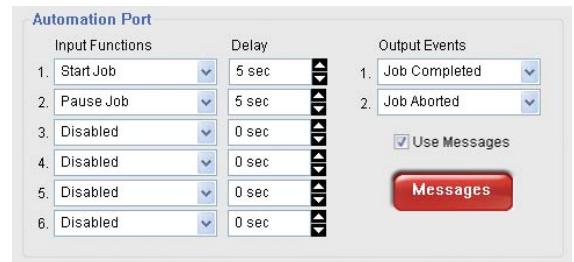 Automation Port
Input Functions Delay Output Events
1. Start Job 5 sec 1. Job Completed
2. Pause Job 5 sec 2. Job Aborted
3. Disabled 0 sec
Use Messages
4. Disabled 0 sec
5. Disabled 0 sec
Messages
6. Disabled 0 sec